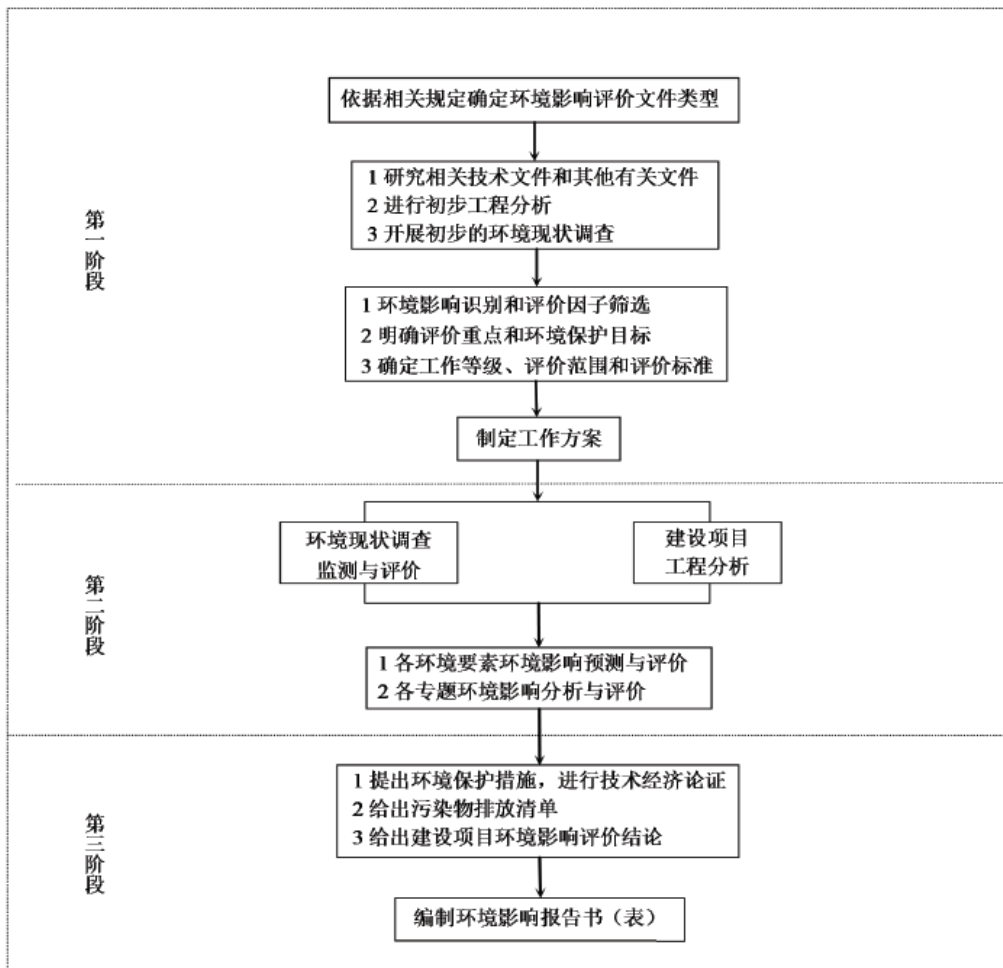 依据相关规定确定环境影响评价文件类型
1 研究相关技术文件和其他有关文件
2 进行初步工程分析
3 开展初步的环境现状调查
第一阶段
1 环境影响识别和评价因子筛选
2 明确评价重点和环境保护目标
3 确定工作等级、评价范围和评价标准
制定工作方案
环境现状调查
监测与评价
建设项目
工程分析
第二阶段
1 各环境要素环境影响预测与评价
2 各专题环境影响分析与评价
1 提出环境保护措施，进行技术经济论证
2 给出污染物排放清单
3 给出建设项目环境影响评价结论
第三阶段
编制环境影响报告书（表）